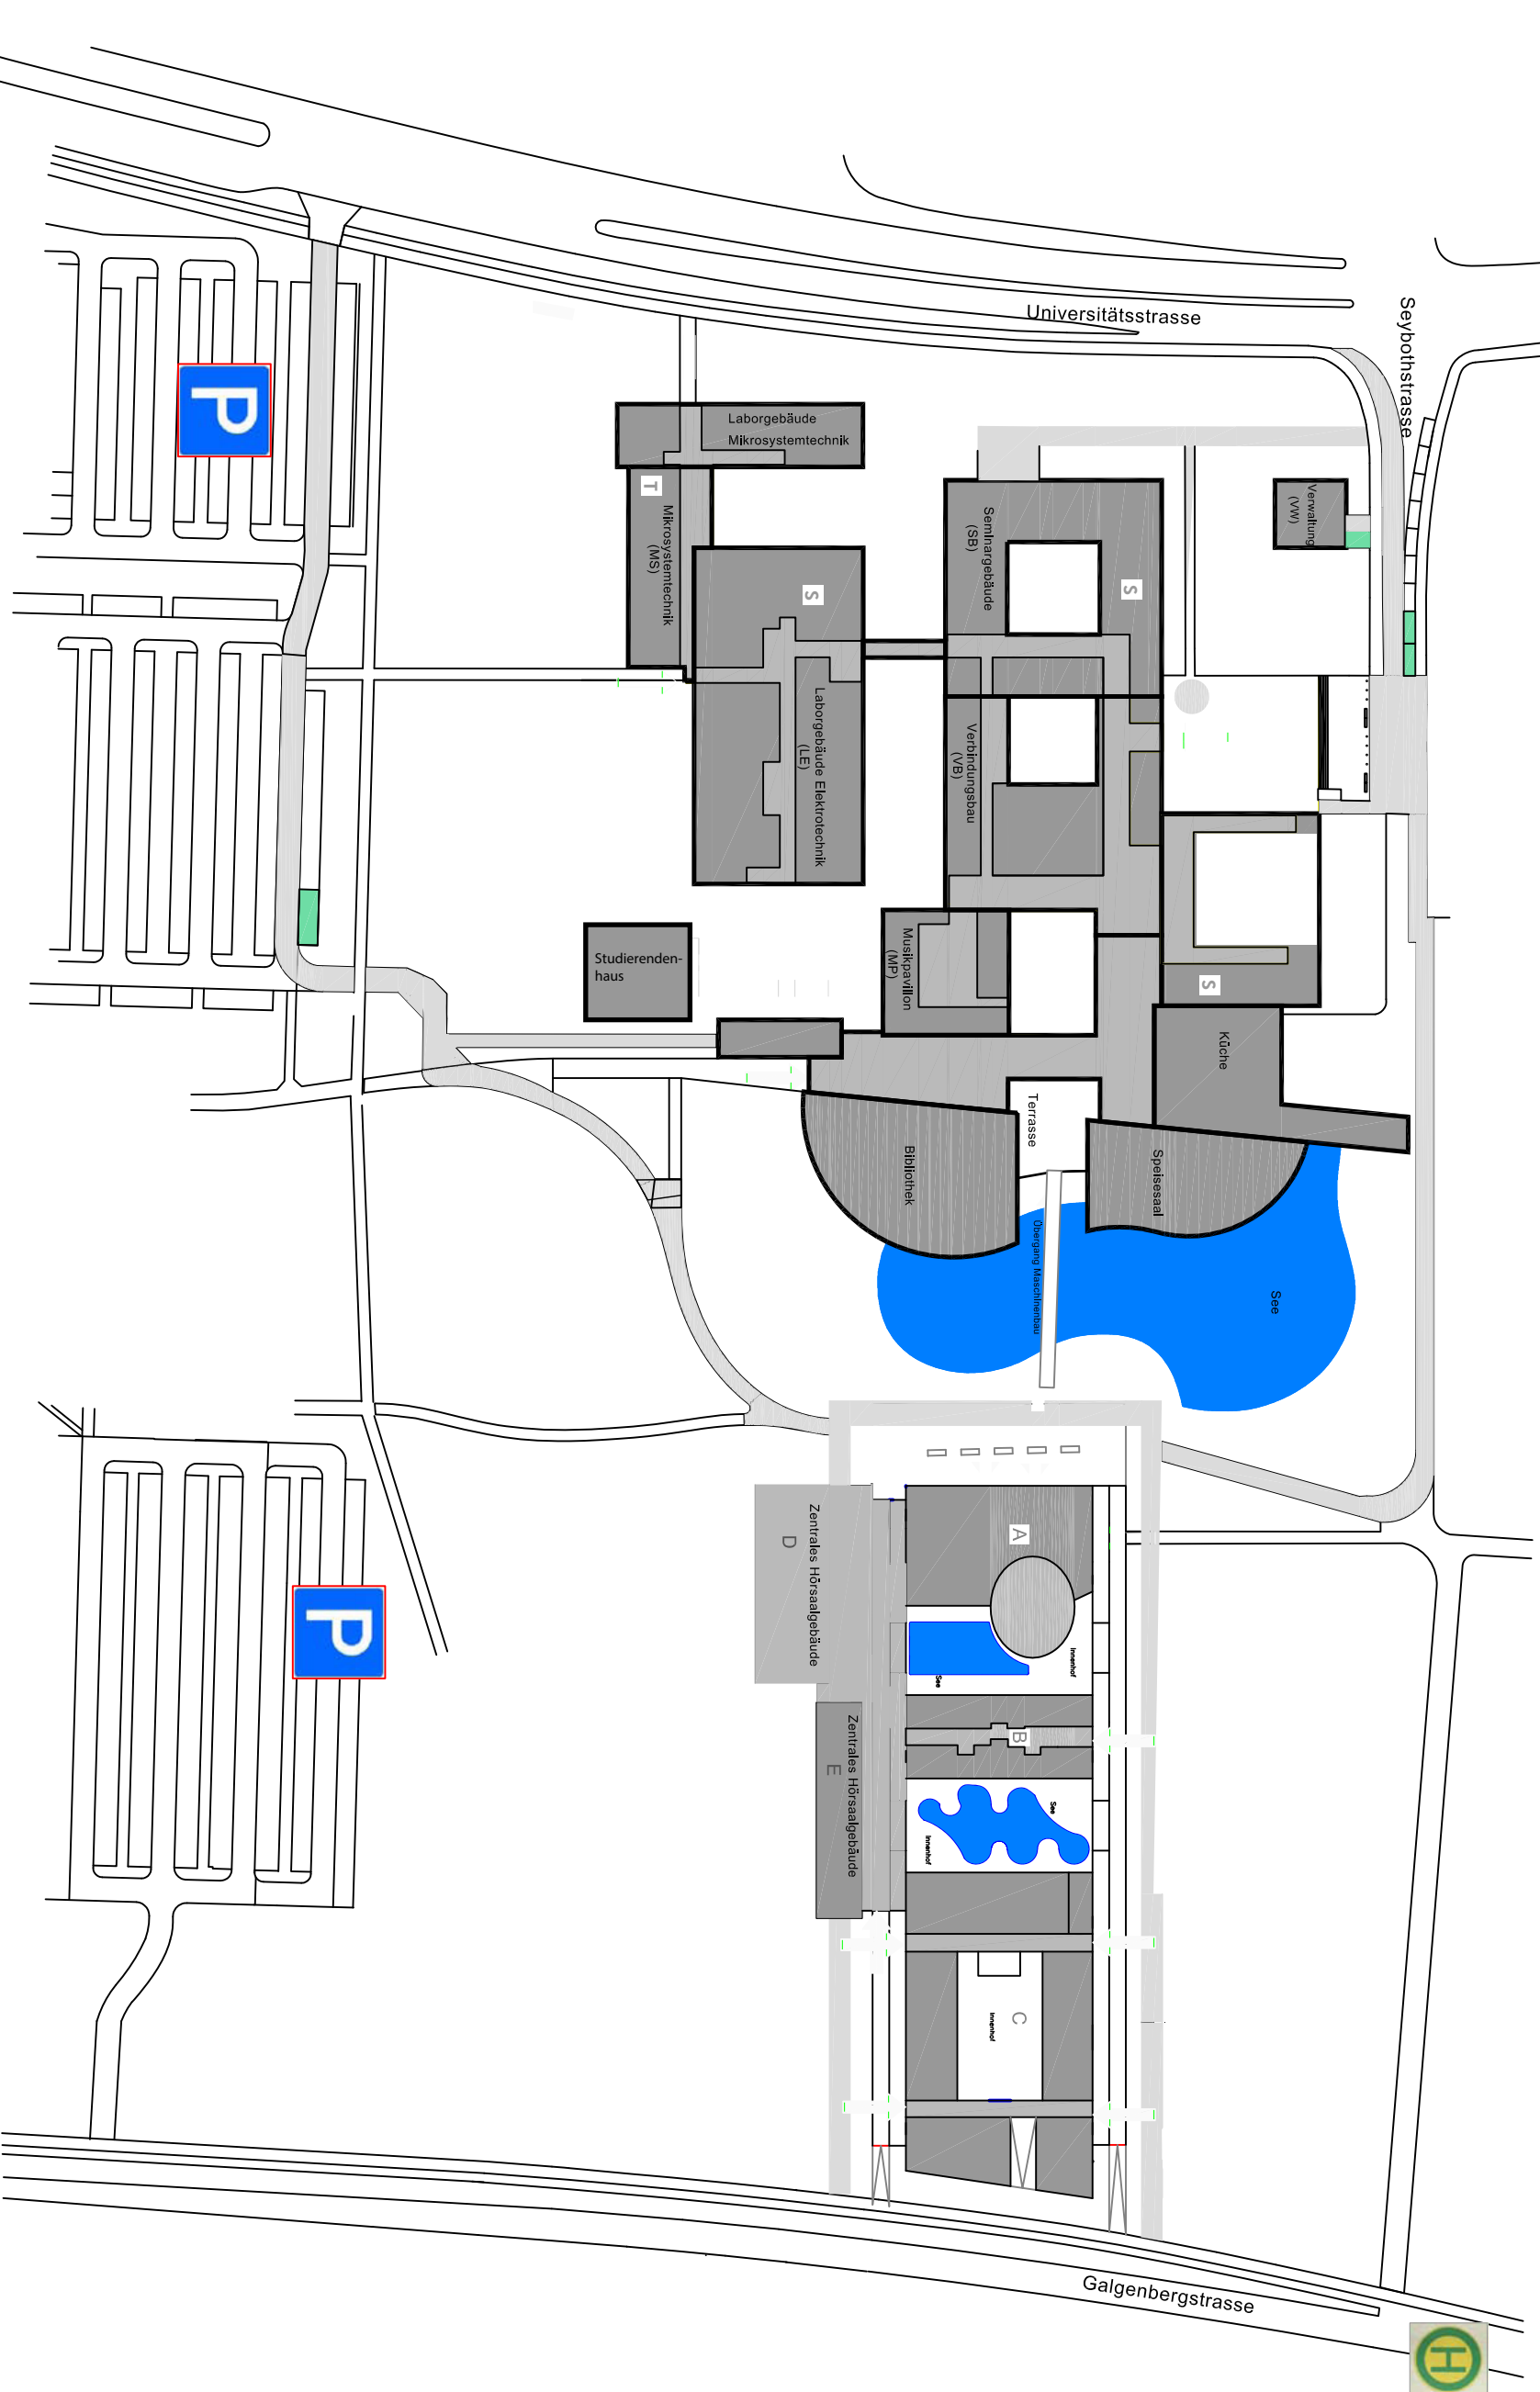 Universitätsstrasse
Seybothstrasse
P
Laborgebäude
Mikrosystemtechnik
T
Mikrosystemtechnik
(MS)
S
Laborgebäude Elektrotechnik
(LE)
Seminargebäude
(SB)
S
Verwaltung
(VW)
Verbindungsbau
(VB)
Musikpavillon
(MP)
S
Studierenden-
haus
Küche
Terrasse
Bibliothek
Speisesaal
Übergang Maschinenbau
See
A
Zentrales Hörsaalgebäude
D
Innenhof
See
P
B
Zentrales Hörsaalgebäude
E
See
Innenhof
C
Innenhof
Galgenbergstrasse
H